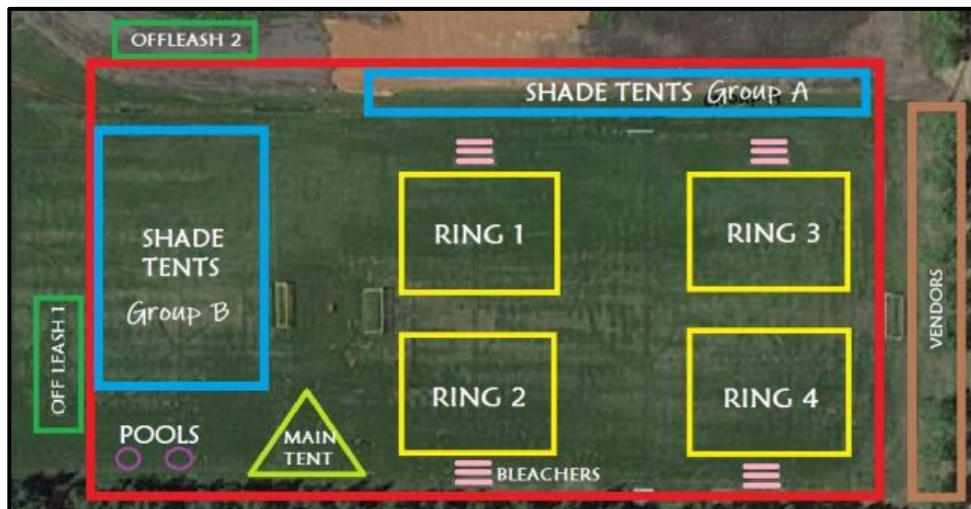 OFFLEASH 2
SHADE TENTS Group A
SHADE
TENTS
Group B
OFF LEASH 1
RING 1
RING 3
RING 2
RING 4
VENDORS
POOLS
MAIN
TENT
BLEACHERS